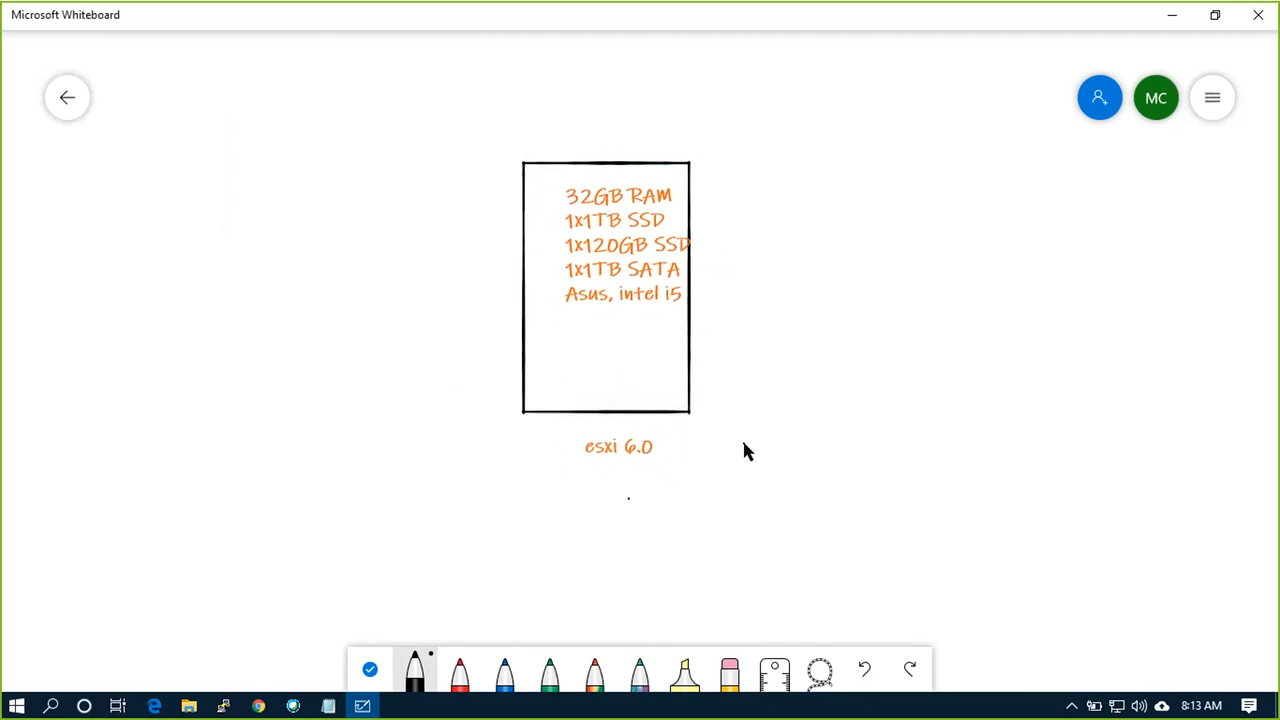 Microsoft Whiteboard
MC
32GB RAM
1x1TB SSD
1x120GB SSD
1x1TB SATA
Asus, intel i5
esxi 6.0
8:13 AM